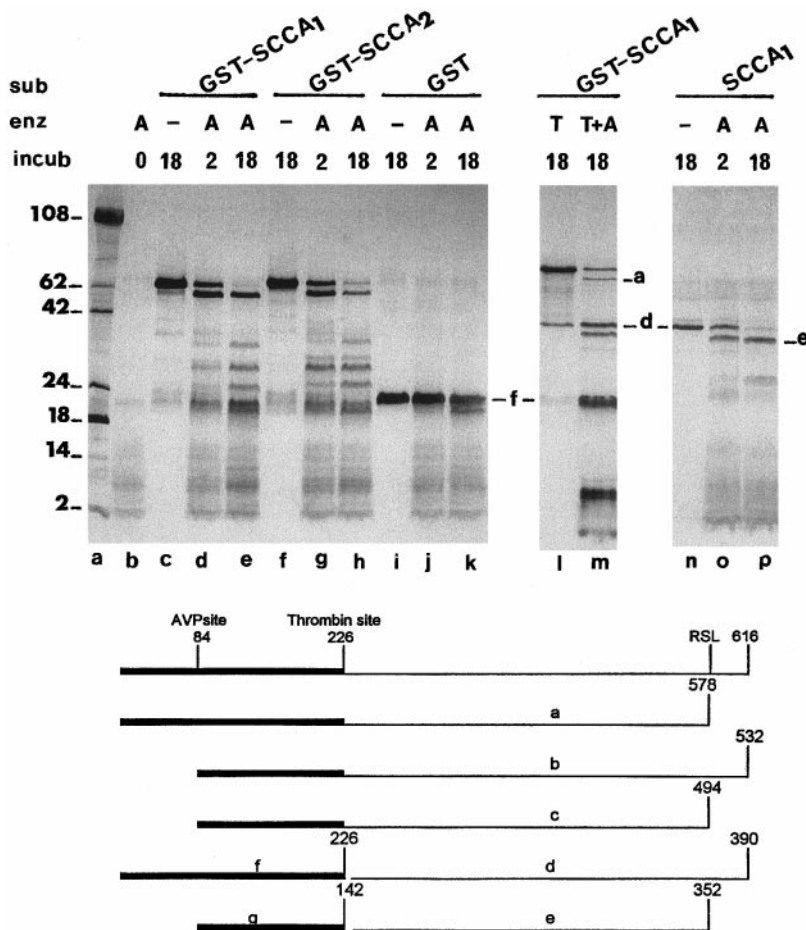 GST-SCCA1 GST-SCCA2 GST GST-SCCA1 SCCA1
sub
enz A – A A – A A – A A T T+A – A A
incub 0 18 2 18 18 2 18 18 2 18 18 18 18 2 18
108
62
42
24
18
14
2
a
d
e
f
a b c d e f g h i j k l m n o p
AVPsite Thrombin site RSL 616
84 226
578
a
532
b
494
c
226 390
f d
142 352
g e